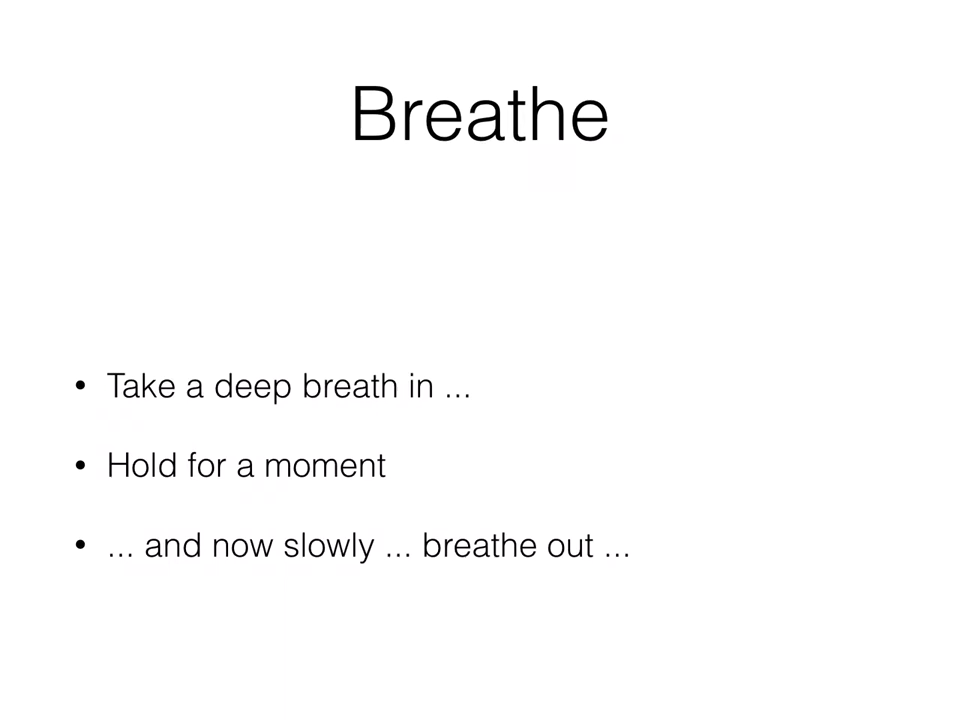 Breathe
• Take a deep breath in ...
• Hold for a moment
• ... and now slowly ... breathe out ...